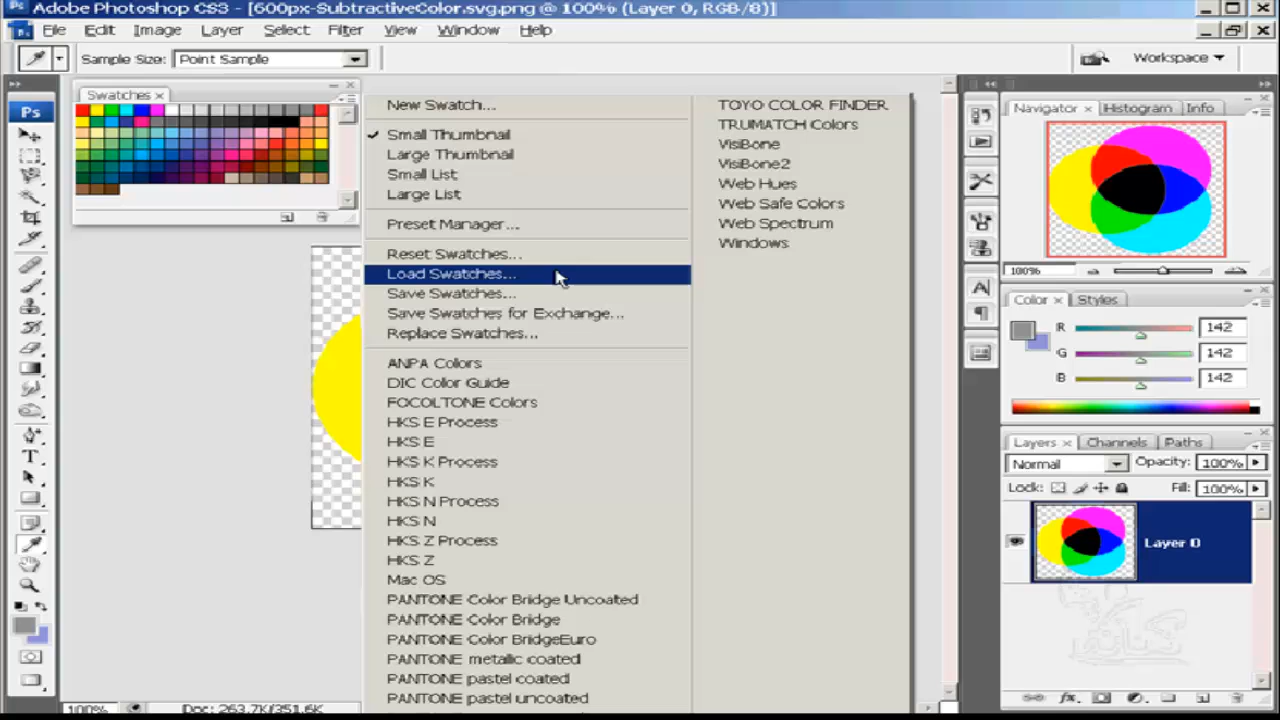 Adobe Photoshop CS3 - [600px-SubtractiveColor.svg.png @ 100% (Layer 0, RGB/8)]
File Edit Image Layer Select Filter View Window Help
Sample Size: Point Sample
Workspace
Swatches ×
New Swatch...
Small Thumbnail
Large Thumbnail
Small List
Large List
Preset Manager...
Reset Swatches...
Load Swatches...
Save Swatches...
Save Swatches for Exchange...
Replace Swatches...
ANPA Colors
DIC Color Guide
FOCOLTONE Colors
HKS E Process
HKS E
HKS K Process
HKS K
HKS N Process
HKS N
HKS Z Process
HKS Z
Mac OS
PANTONE Color Bridge Uncoated
PANTONE Color Bridge
PANTONE Color BridgeEuro
PANTONE metallic coated
PANTONE pastel coated
PANTONE pastel uncoated
TOYO COLOR FINDER
TRUMATCH Colors
VisiBone
VisiBone2
Web Hues
Web Safe Colors
Web Spectrum
Windows
Ps
Navigator × Histogram Info
100%
Color × Styles
R 142
G 142
B 142
Layers × Channels Paths
Normal Opacity: 100%
Lock: Fill: 100%
Layer 0
100% Doc: 263.7K/351.6K